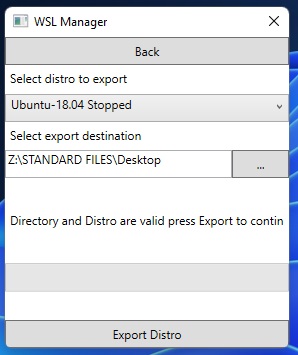 WSL Manager
Back
Select distro to export
Ubuntu-18.04 Stopped
Select export destination
Z:\STANDARD FILES\Desktop
...
Directory and Distro are valid press Export to contin
Export Distro